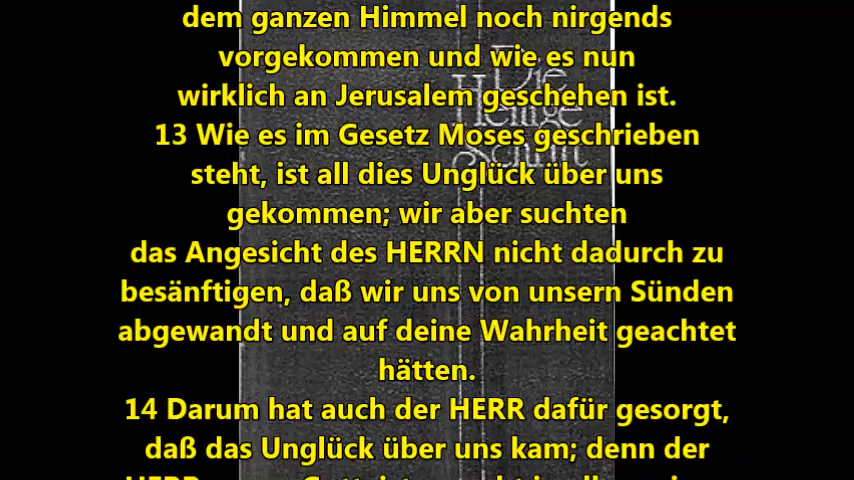 dem ganzen Himmel noch nirgends
vorgekommen und wie es nun
wirklich an Jerusalem geschehen ist.
13 Wie es im Gesetz Moses geschrieben
steht, ist all dies Unglück über uns
gekommen; wir aber suchten
das Angesicht des HERRN nicht dadurch zu
besänftigen, daß wir uns von unsern Sünden
abgewandt und auf deine Wahrheit geachtet
hätten.
14 Darum hat auch der HERR dafür gesorgt,
daß das Unglück über uns kam; denn der
Die
Heilige
Schrift